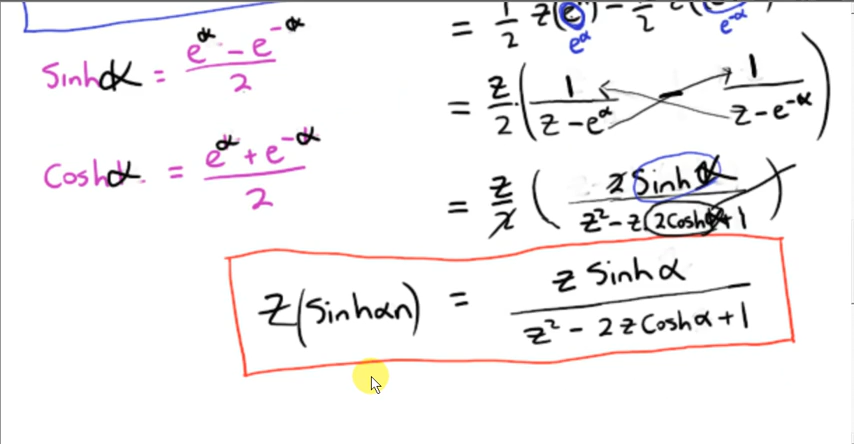 = 1/2 Z(e^α) − 1/2
e^α e^-α
Sinhα = (e^α − e^-α)/2
= z/2 (1/(z − e^α) − 1/(z − e^-α))
Coshα = (e^α + e^-α)/2
= z/2 (2 Sinhα / (z² − z 2Coshα + 1))
Z(Sinhαn) = z Sinhα / (z² − 2z Coshα + 1)